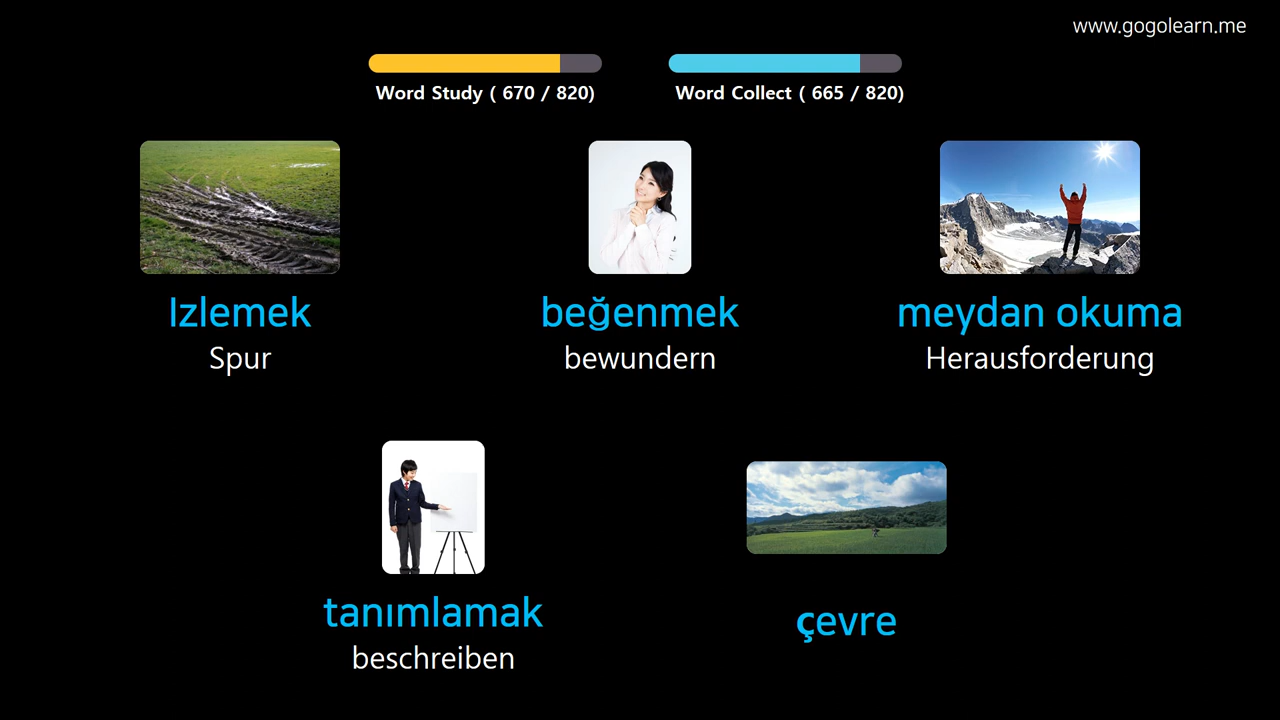 www.gogolearn.me
Word Study ( 670 / 820)
Word Collect ( 665 / 820)
Izlemek
Spur
beğenmek
bewundern
meydan okuma
Herausforderung
tanımlamak
beschreiben
çevre